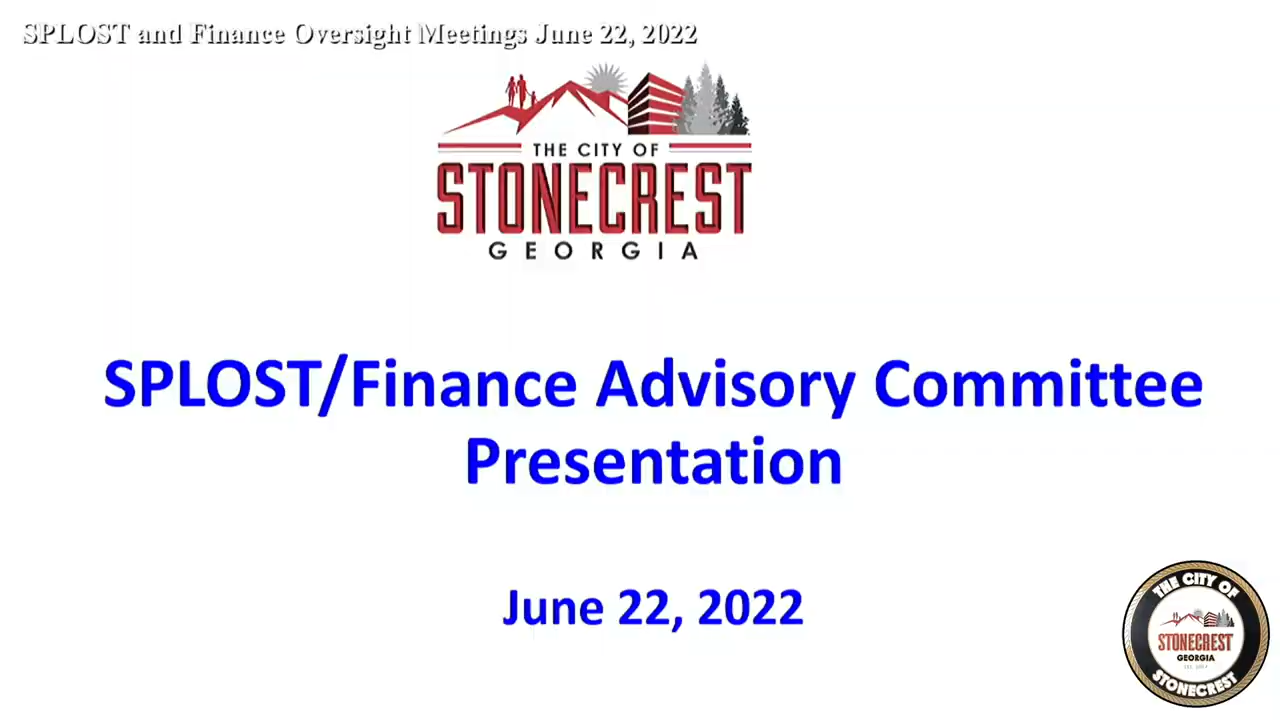 SPLOST and Finance Oversight Meetings June 22, 2022
THE CITY OF
STONECREST
GEORGIA
SPLOST/Finance Advisory Committee
Presentation
June 22, 2022
THE CITY OF
STONECREST
GEORGIA
STONECREST